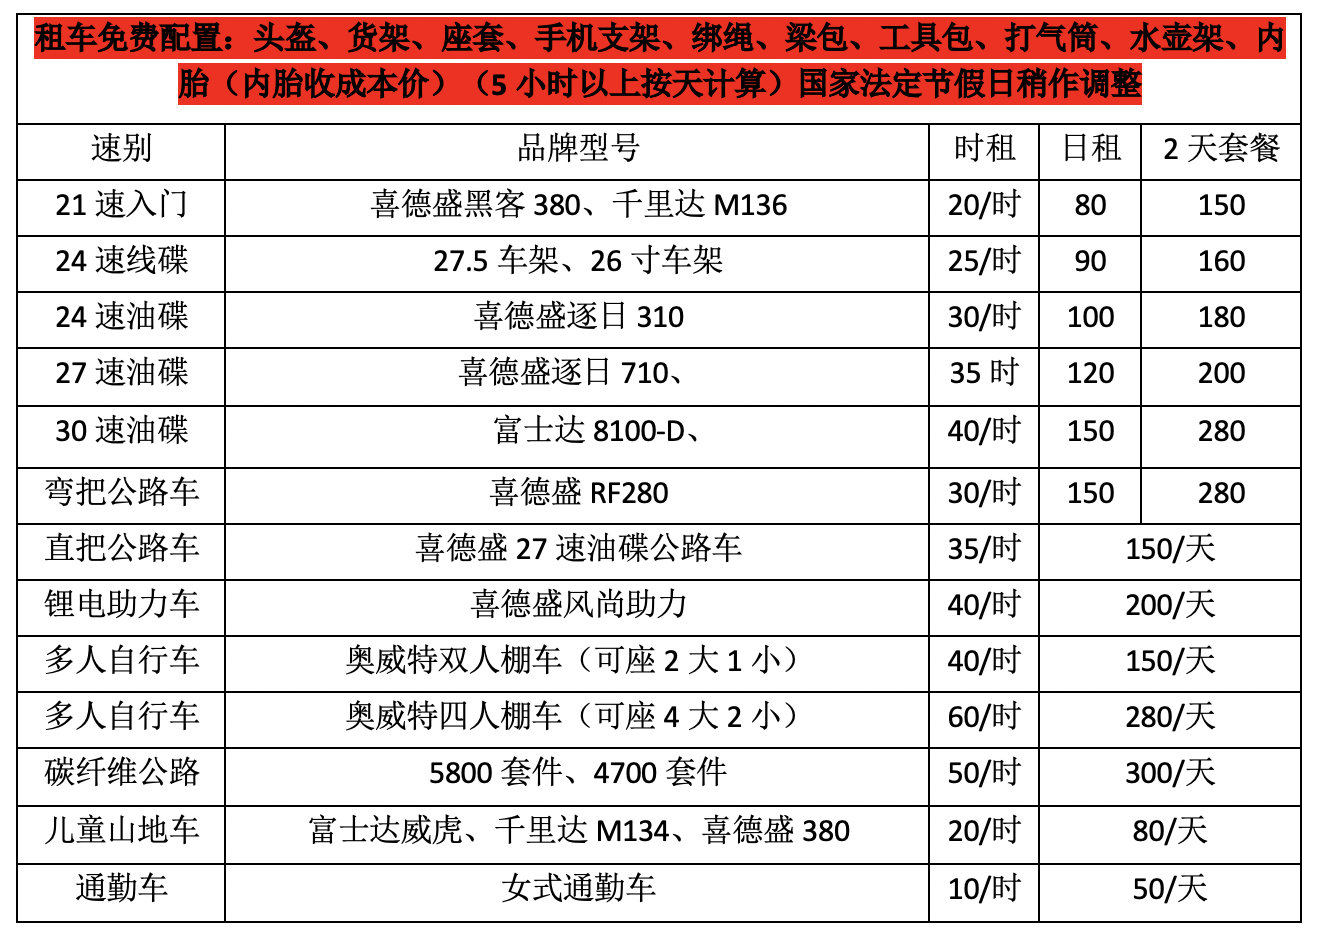 租车免费配置：头盔、货架、座套、手机支架、绑绳、梁包、工具包、打气筒、水壶架、内
胎（内胎收成本价）（5 小时以上按天计算）国家法定节假日稍作调整
速别 品牌型号 时租 日租 2 天套餐
21 速入门 喜德盛黑客 380、千里达 M136 20/时 80 150
24 速线碟 27.5 车架、26 寸车架 25/时 90 160
24 速油碟 喜德盛逐日 310 30/时 100 180
27 速油碟 喜德盛逐日 710、 35 时 120 200
30 速油碟 富士达 8100-D、 40/时 150 280
弯把公路车 喜德盛 RF280 30/时 150 280
直把公路车 喜德盛 27 速油碟公路车 35/时 150/天
锂电助力车 喜德盛风尚助力 40/时 200/天
多人自行车 奥威特双人棚车（可座 2 大 1 小） 40/时 150/天
多人自行车 奥威特四人棚车（可座 4 大 2 小） 60/时 280/天
碳纤维公路 5800 套件、4700 套件 50/时 300/天
儿童山地车 富士达威虎、千里达 M134、喜德盛 380 20/时 80/天
通勤车 女式通勤车 10/时 50/天